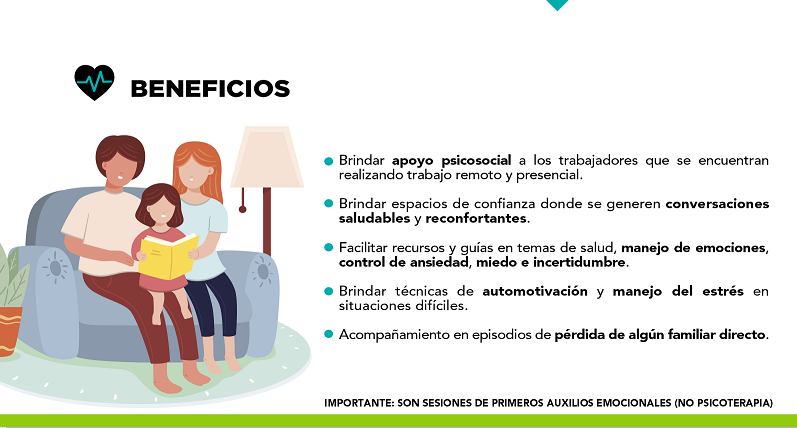 BENEFICIOS
Brindar apoyo psicosocial a los trabajadores que se encuentran
realizando trabajo remoto y presencial.
Brindar espacios de confianza donde se generen conversaciones
saludables y reconfortantes.
Facilitar recursos y guías en temas de salud, manejo de emociones,
control de ansiedad, miedo e incertidumbre.
Brindar técnicas de automotivación y manejo del estrés en
situaciones difíciles.
Acompañamiento en episodios de pérdida de algún familiar directo.
IMPORTANTE: SON SESIONES DE PRIMEROS AUXILIOS EMOCIONALES (NO PSICOTERAPIA)